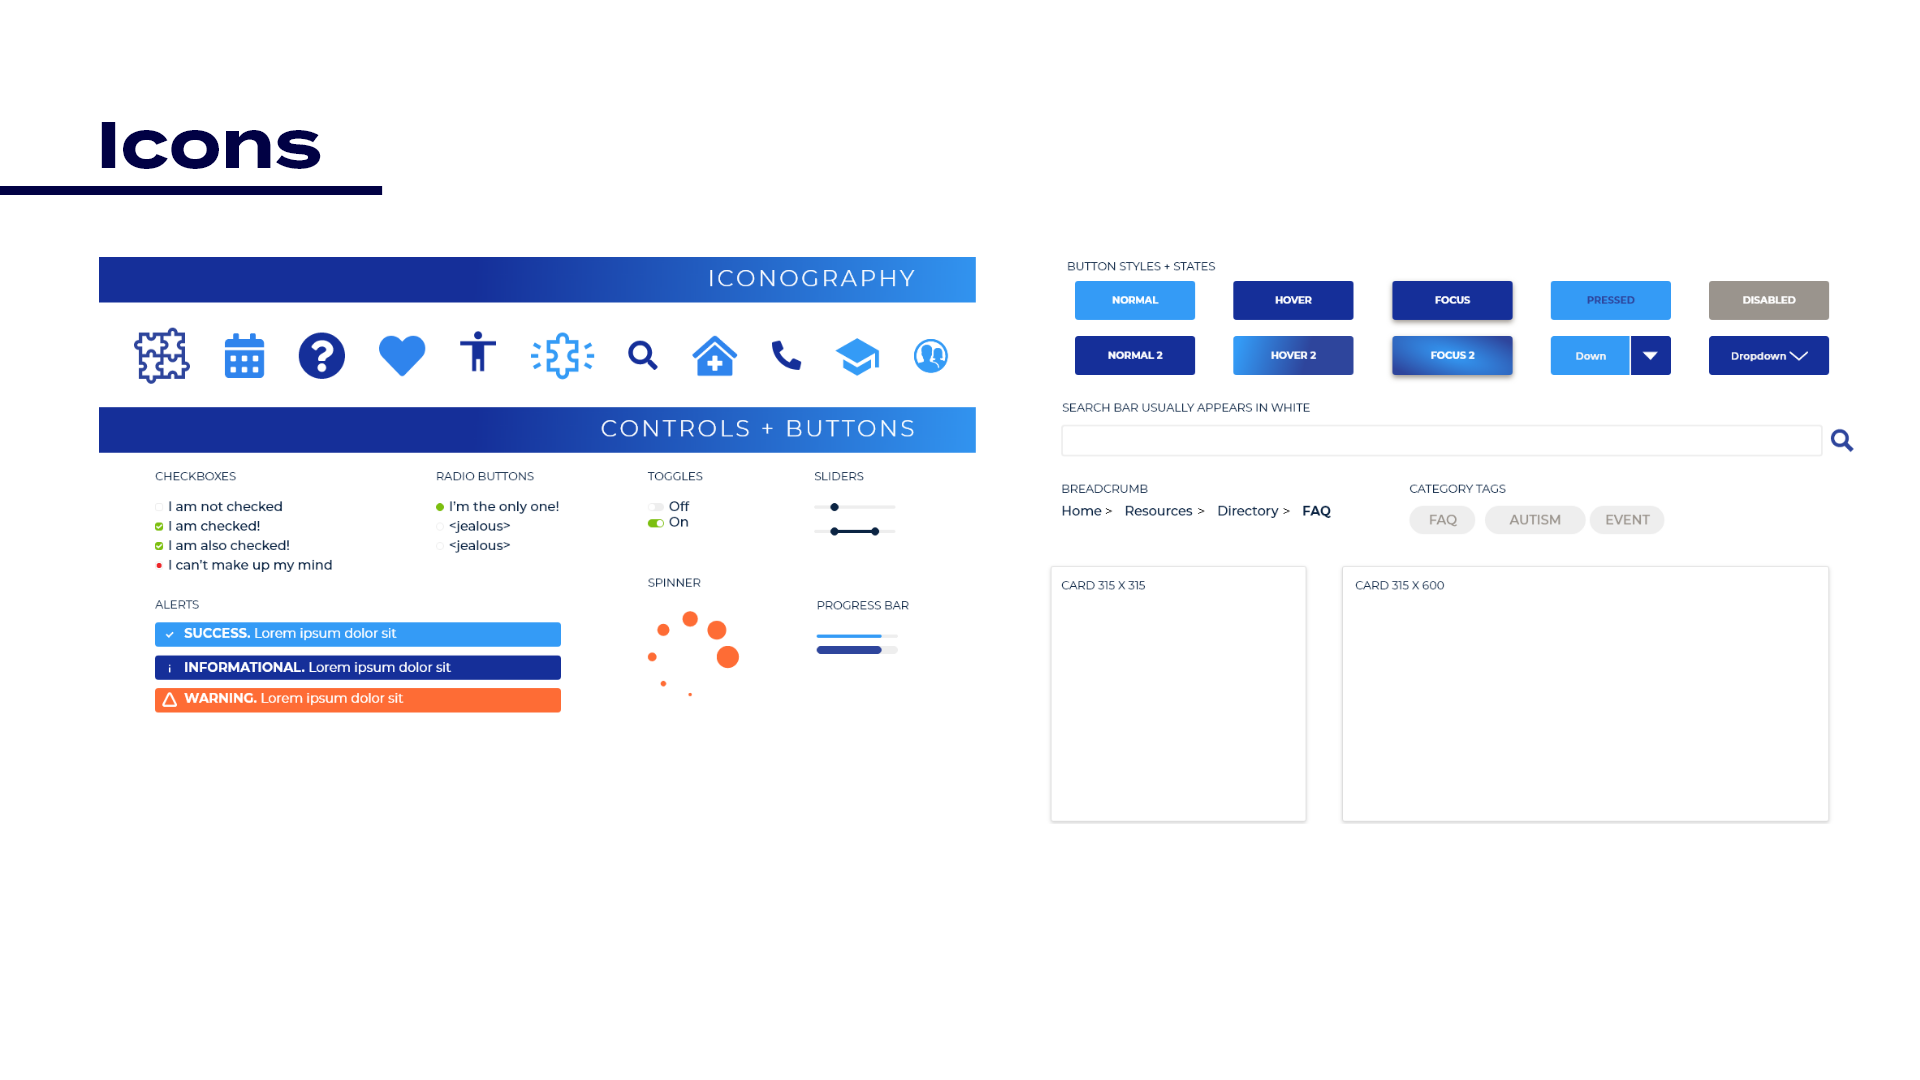 Icons
ICONOGRAPHY
CONTROLS + BUTTONS
CHECKBOXES
I am not checked
I am checked!
I am also checked!
I can't make up my mind
RADIO BUTTONS
I'm the only one!
<jealous>
<jealous>
TOGGLES
Off
On
SLIDERS
ALERTS
SUCCESS. Lorem ipsum dolor sit
INFORMATIONAL. Lorem ipsum dolor sit
WARNING. Lorem ipsum dolor sit
SPINNER
PROGRESS BAR
BUTTON STYLES + STATES
NORMAL
HOVER
FOCUS
PRESSED
DISABLED
NORMAL 2
HOVER 2
FOCUS 2
Down
Dropdown
SEARCH BAR USUALLY APPEARS IN WHITE
BREADCRUMB
Home > Resources > Directory > FAQ
CATEGORY TAGS
FAQ
AUTISM
EVENT
CARD 315 X 315
CARD 315 X 600